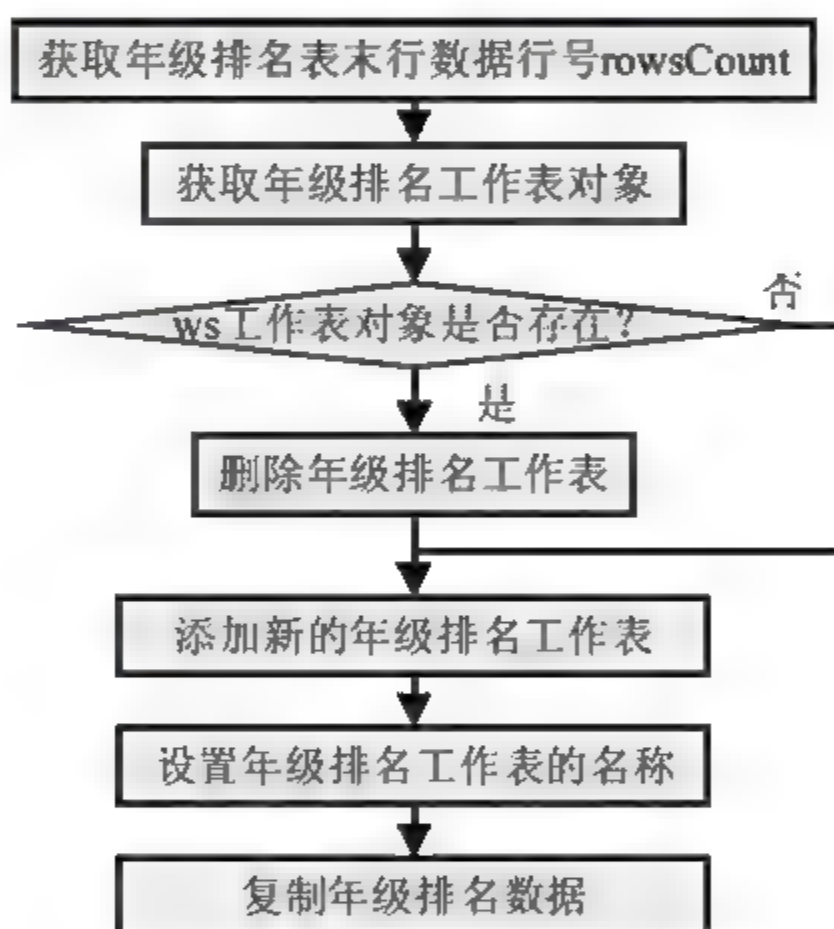 获取年级排名表末行数据行号rowsCount
获取年级排名工作表对象
否
ws工作表对象是否存在?
是
删除年级排名工作表
添加新的年级排名工作表
设置年级排名工作表的名称
复制年级排名数据